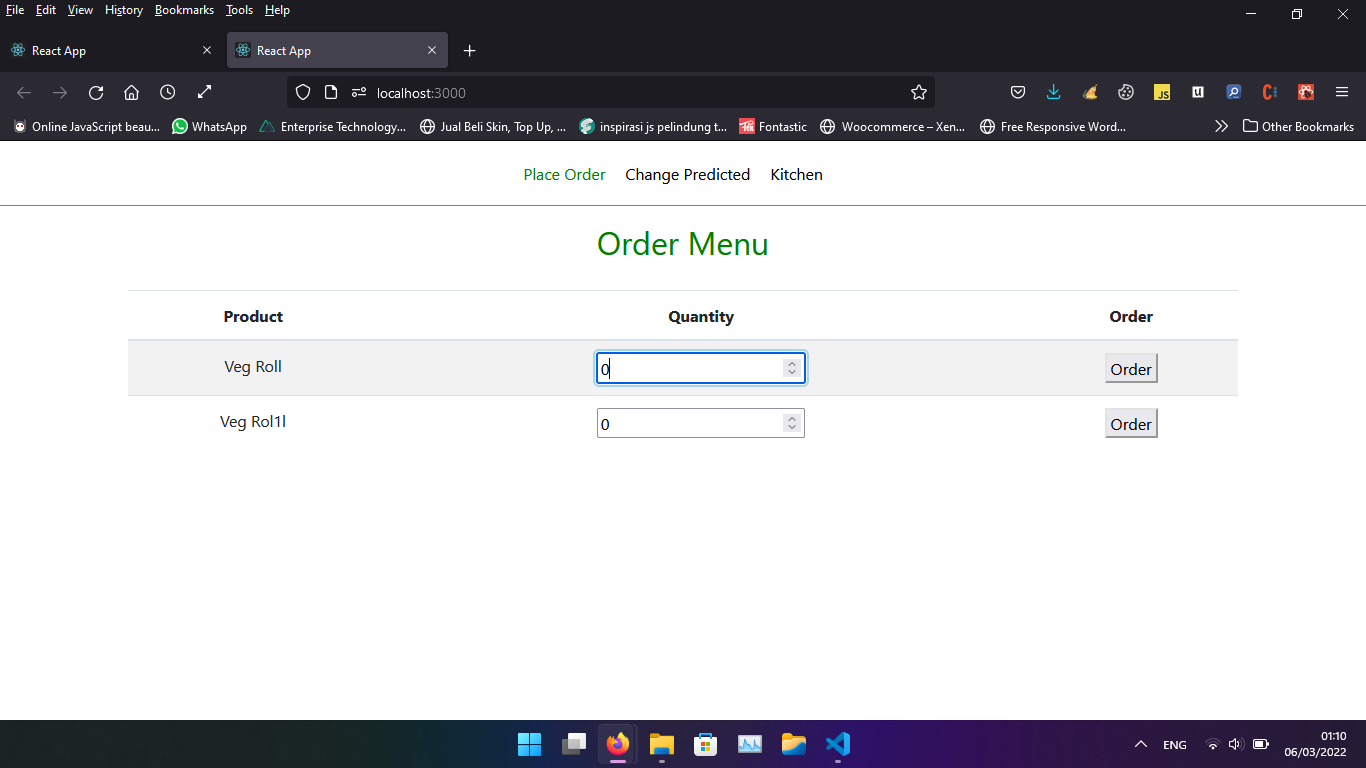 File Edit View History Bookmarks Tools Help
React App React App
localhost:3000
Online JavaScript beau... WhatsApp Enterprise Technology... Jual Beli Skin, Top Up, ... inspirasi js pelindung t... Fontastic Woocommerce – Xen... Free Responsive Word... Other Bookmarks
Place Order Change Predicted Kitchen
Order Menu
Product Quantity Order
Veg Roll 0 Order
Veg Rol1l 0 Order
ENG 01:10
06/03/2022